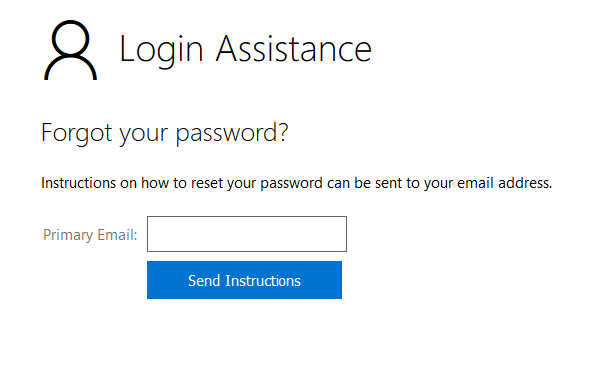 Login Assistance
Forgot your password?
Instructions on how to reset your password can be sent to your email address.
Primary Email:
Send Instructions